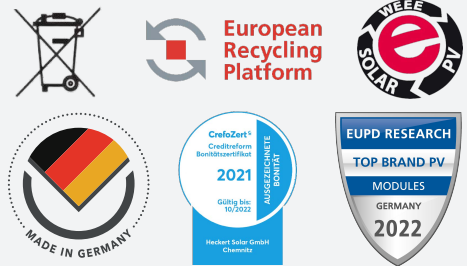 European
Recycling
Platform
WEEE
e
SOLAR PV
MADE IN GERMANY
CrefoZert
Creditreform
Bonitätszertifikat
2021
Gültig bis:
10/2022
AUSGEZEICHNETE
BONITÄT
Heckert Solar GmbH
Chemnitz
EUPD RESEARCH
TOP BRAND PV
MODULES
GERMANY
2022